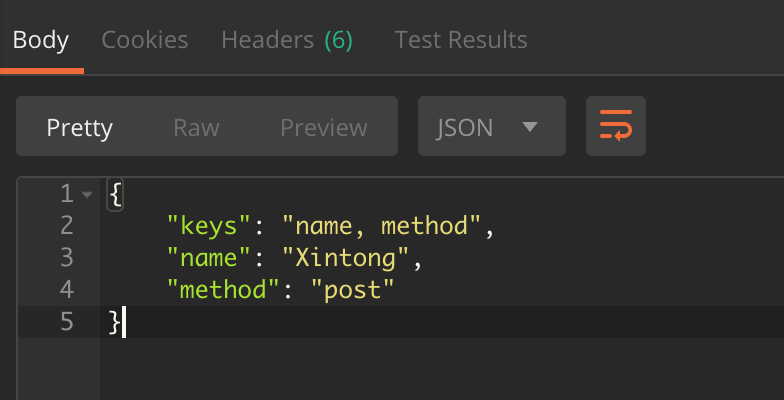 Body Cookies Headers (6) Test Results
Pretty Raw Preview JSON
1 {
2 "keys": "name, method",
3 "name": "Xintong",
4 "method": "post"
5 }